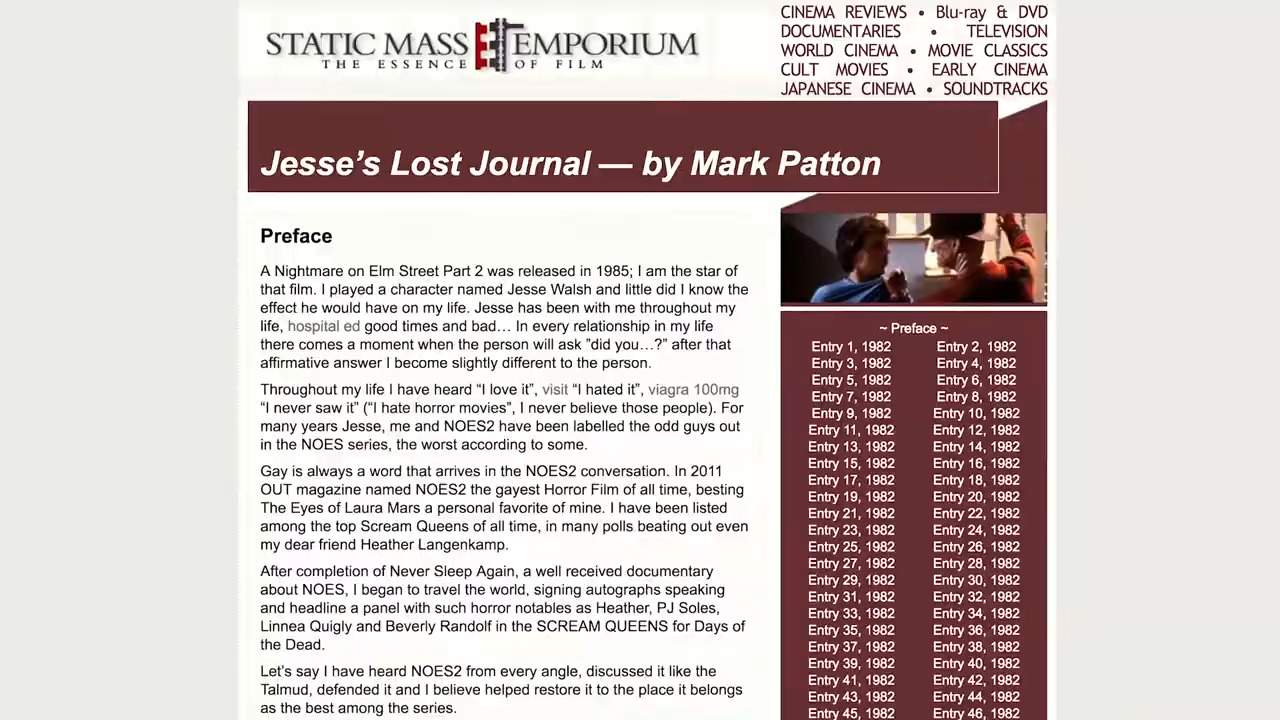 STATIC MASS EMPORIUM
THE ESSENCE OF FILM
CINEMA REVIEWS • Blu-ray & DVD
DOCUMENTARIES • TELEVISION
WORLD CINEMA • MOVIE CLASSICS
CULT MOVIES • EARLY CINEMA
JAPANESE CINEMA • SOUNDTRACKS
Jesse's Lost Journal — by Mark Patton
Preface
A Nightmare on Elm Street Part 2 was released in 1985; I am the star of
that film. I played a character named Jesse Walsh and little did I know the
effect he would have on my life. Jesse has been with me throughout my
life, hospital ed good times and bad… In every relationship in my life
there comes a moment when the person will ask "did you…?" after that
affirmative answer I become slightly different to the person.
Throughout my life I have heard “I love it”, visit “I hated it”, viagra 100mg
“I never saw it” (“I hate horror movies”, I never believe those people). For
many years Jesse, me and NOES2 have been labelled the odd guys out
in the NOES series, the worst according to some.
Gay is always a word that arrives in the NOES2 conversation. In 2011
OUT magazine named NOES2 the gayest Horror Film of all time, besting
The Eyes of Laura Mars a personal favorite of mine. I have been listed
among the top Scream Queens of all time, in many polls beating out even
my dear friend Heather Langenkamp.
After completion of Never Sleep Again, a well received documentary
about NOES, I began to travel the world, signing autographs speaking
and headline a panel with such horror notables as Heather, PJ Soles,
Linnea Quigly and Beverly Randolf in the SCREAM QUEENS for Days of
the Dead.
Let's say I have heard NOES2 from every angle, discussed it like the
Talmud, defended it and I believe helped restore it to the place it belongs
as the best among the series.
~ Preface ~
Entry 1, 1982 Entry 2, 1982
Entry 3, 1982 Entry 4, 1982
Entry 5, 1982 Entry 6, 1982
Entry 7, 1982 Entry 8, 1982
Entry 9, 1982 Entry 10, 1982
Entry 11, 1982 Entry 12, 1982
Entry 13, 1982 Entry 14, 1982
Entry 15, 1982 Entry 16, 1982
Entry 17, 1982 Entry 18, 1982
Entry 19, 1982 Entry 20, 1982
Entry 21, 1982 Entry 22, 1982
Entry 23, 1982 Entry 24, 1982
Entry 25, 1982 Entry 26, 1982
Entry 27, 1982 Entry 28, 1982
Entry 29, 1982 Entry 30, 1982
Entry 31, 1982 Entry 32, 1982
Entry 33, 1982 Entry 34, 1982
Entry 35, 1982 Entry 36, 1982
Entry 37, 1982 Entry 38, 1982
Entry 39, 1982 Entry 40, 1982
Entry 41, 1982 Entry 42, 1982
Entry 43, 1982 Entry 44, 1982
Entry 45, 1982 Entry 46, 1982